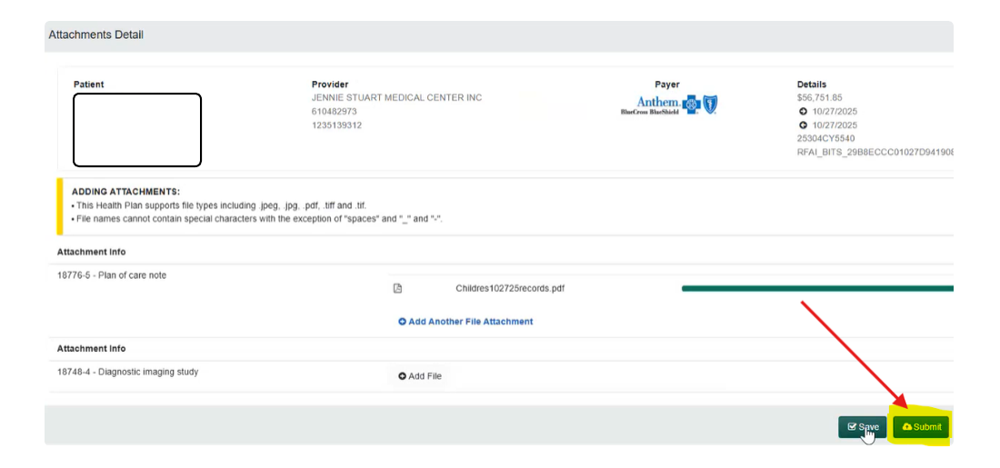 Attachments Detail
Patient
Provider
JENNIE STUART MEDICAL CENTER INC
610482973
1235139312
Payer
Anthem
BlueCross BlueShield
Details
$56,751.85
10/27/2025
10/27/2025
25304CY5540
RFAI_BITS_29B8ECCC01027D941908
ADDING ATTACHMENTS:
• This Health Plan supports file types including .jpeg, .jpg, .pdf, .tiff and .tif.
• File names cannot contain special characters with the exception of "spaces" and "_" and "-".
Attachment Info
18776-5 - Plan of care note
Childres102725records.pdf
Add Another File Attachment
Attachment Info
18748-4 - Diagnostic imaging study
Add File
Save
Submit